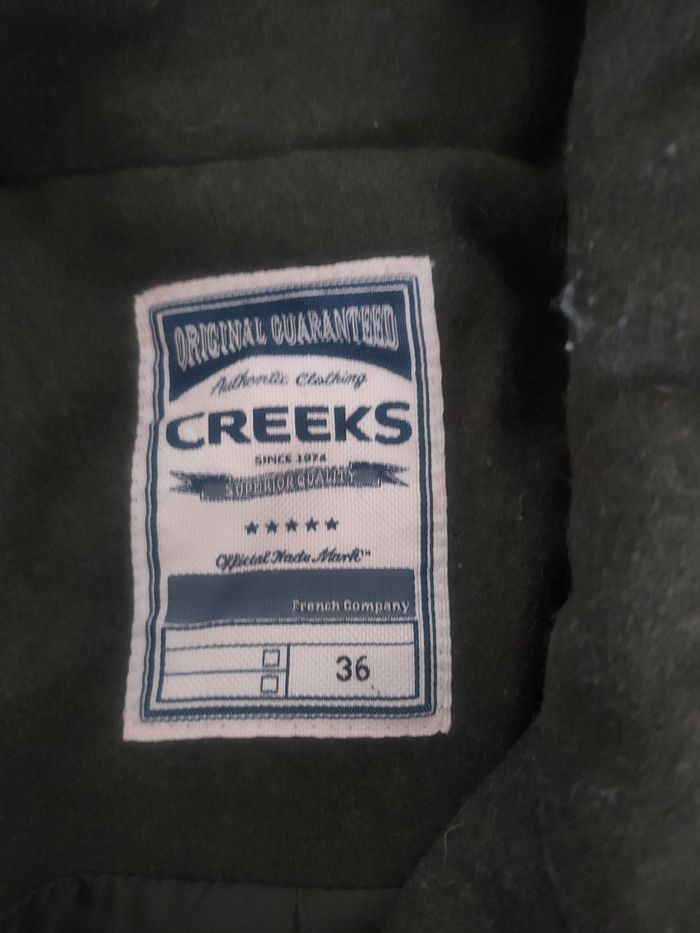 ORIGINAL GUARANTEED
Authentic Clothing
CREEKS
SINCE 1974
SUPERIOR QUALITY
Official Trade Mark™
French Company
36